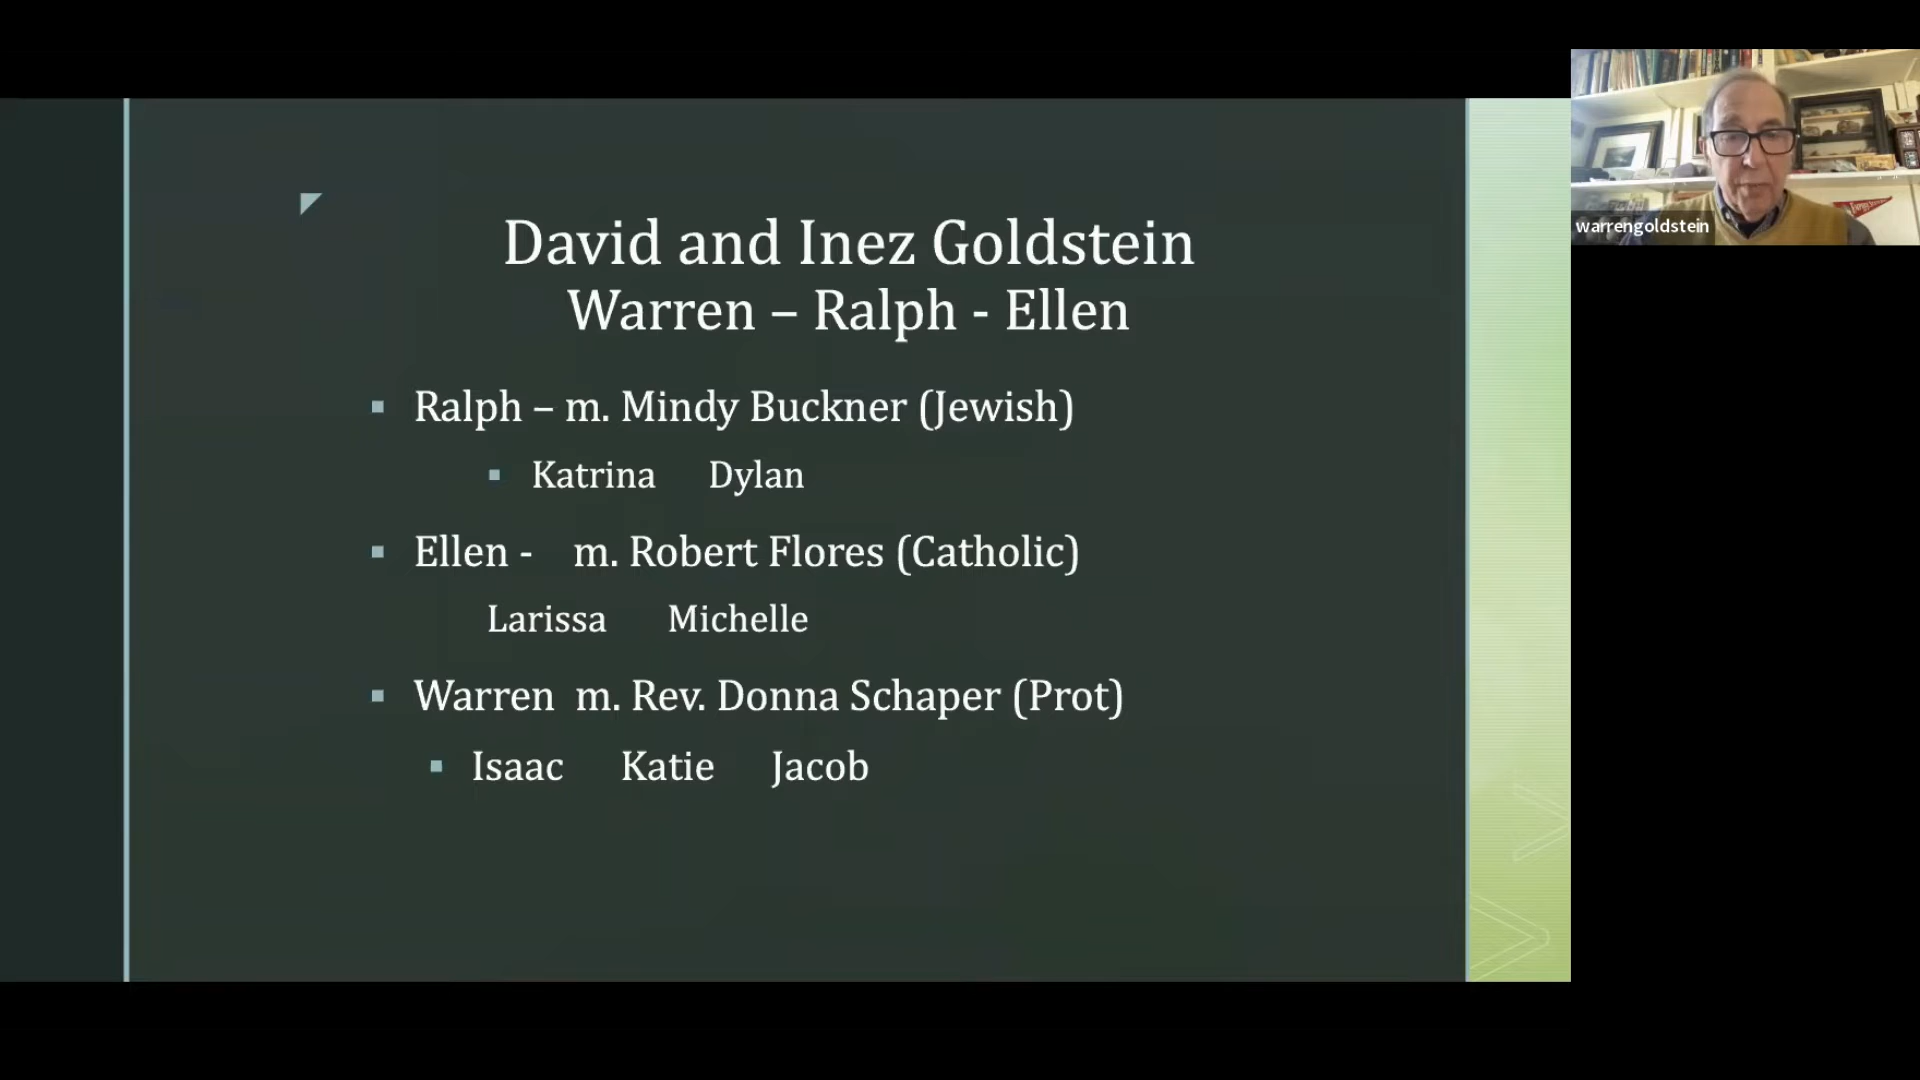 David and Inez Goldstein
Warren – Ralph - Ellen
Ralph – m. Mindy Buckner (Jewish)
Katrina Dylan
Ellen - m. Robert Flores (Catholic)
Larissa Michelle
Warren m. Rev. Donna Schaper (Prot)
Isaac Katie Jacob
warrengoldstein